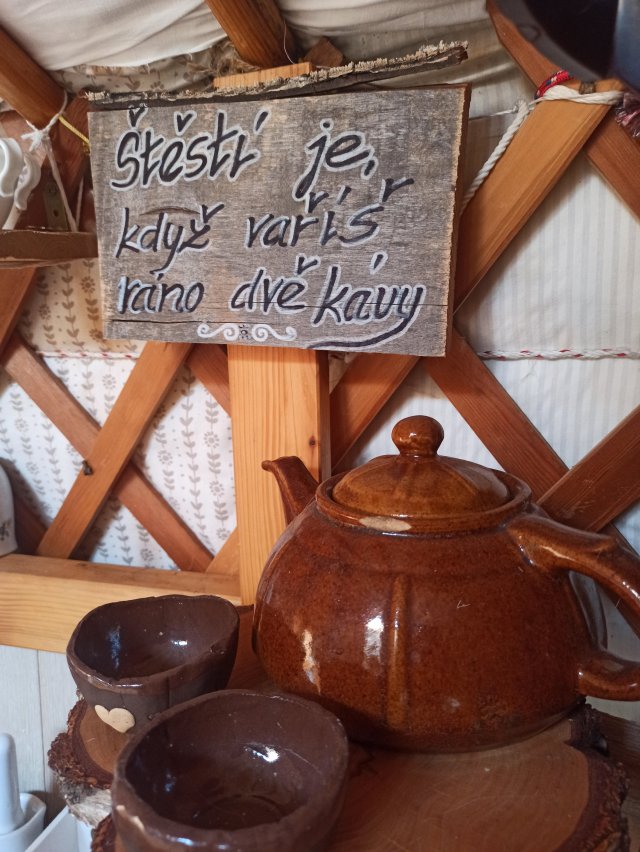 Štěstí je,
když vaříš
ráno dvě kávy